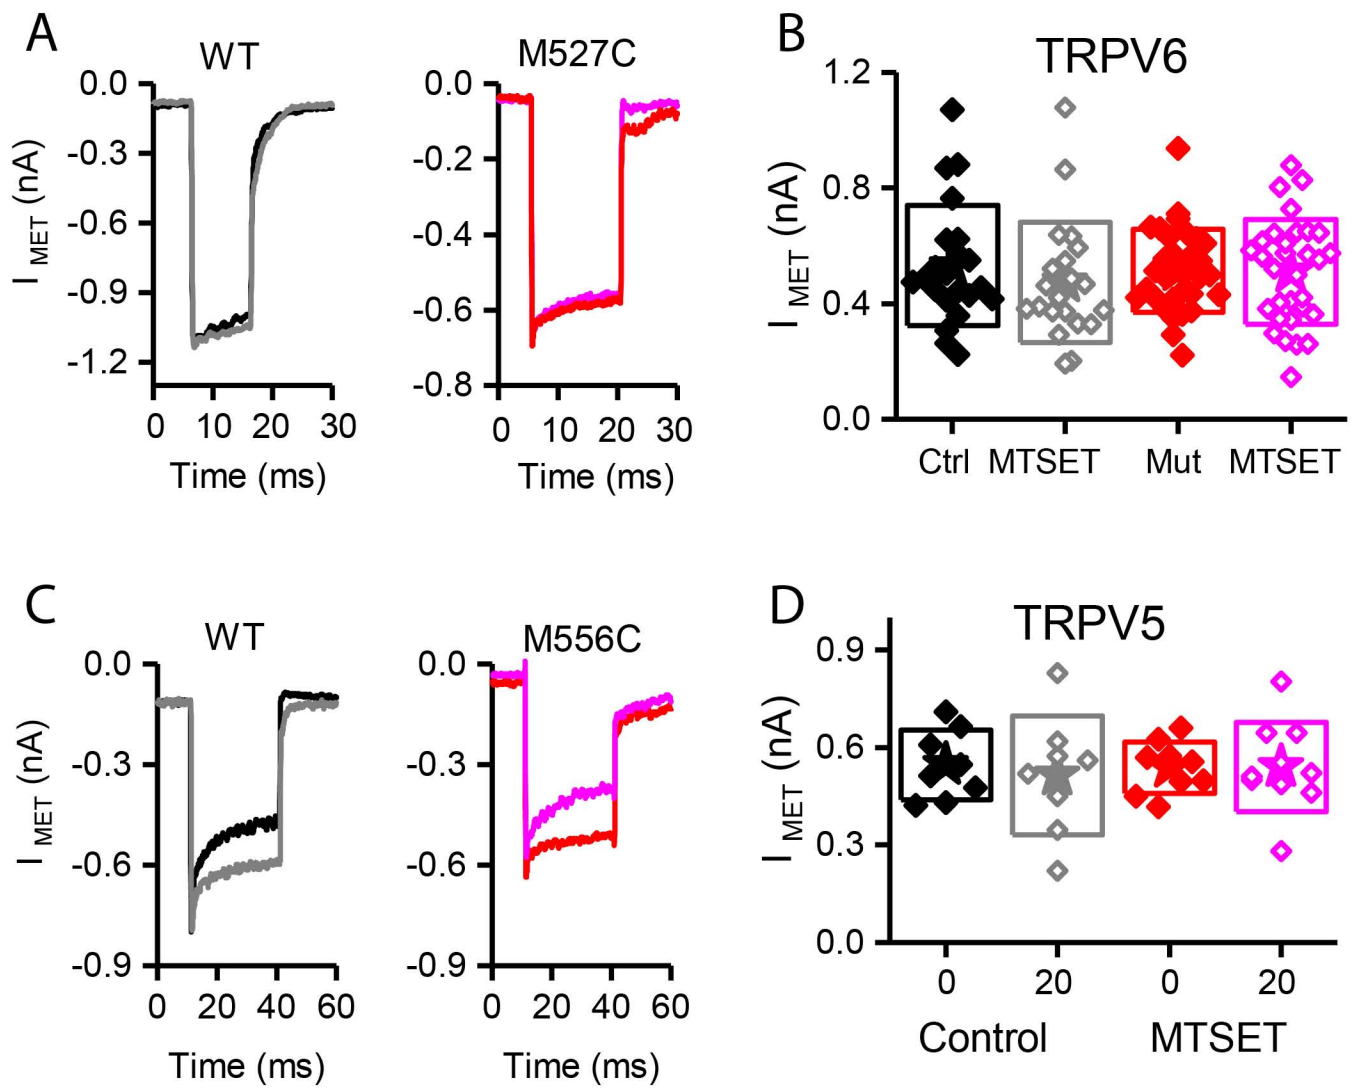 A
WT
M527C
0.0
-0.3
-0.6
-0.9
-1.2
I MET (nA)
0 10 20 30
Time (ms)
0.0
-0.2
-0.4
-0.6
-0.8
0 10 20 30
Time (ms)
B
TRPV6
1.2
0.8
0.4
0.0
I MET (nA)
Ctrl MTSET Mut MTSET
C
WT
M556C
0.0
-0.3
-0.6
-0.9
I MET (nA)
0 20 40 60
Time (ms)
0.0
-0.3
-0.6
-0.9
0 20 40 60
Time (ms)
D
TRPV5
0.9
0.6
0.3
0.0
I MET (nA)
0 20 0 20
Control MTSET